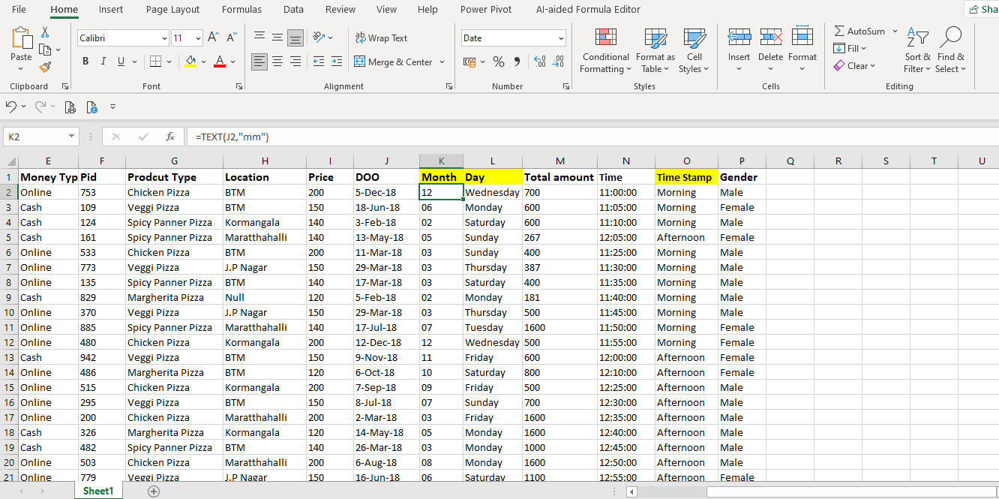 File Home Insert Page Layout Formulas Data Review View Help Power Pivot AI-aided Formula Editor Sha
Calibri 11 A^ A˅ ab Wrap Text Date AutoSum
Paste B I U A Merge & Center % , Conditional Formatting Format as Table Cell Styles Insert Delete Format Fill Clear Sort & Filter Find & Select
Clipboard Font Alignment Number Styles Cells Editing
K2 fx =TEXT(J2,"mm")
E F G H I J K L M N O P Q R S T U
1 Money Typ Pid Prodcut Type Location Price DOO Month Day Total amount Time Time Stamp Gender
2 Online 753 Chicken Pizza BTM 200 5-Dec-18 12 Wednesday 700 11:00:00 Morning Male
3 Cash 109 Veggi Pizza BTM 150 18-Jun-18 06 Monday 600 11:05:00 Morning Female
4 Cash 124 Spicy Panner Pizza Kormangala 140 3-Feb-18 02 Saturday 600 11:10:00 Morning Male
5 Cash 161 Spicy Panner Pizza Maratthahalli 140 13-May-18 05 Sunday 267 12:05:00 Afternoon Female
6 Online 533 Chicken Pizza BTM 200 11-Mar-18 03 Sunday 400 11:25:00 Morning Male
7 Online 773 Veggi Pizza J.P Nagar 150 29-Mar-18 03 Thursday 387 11:30:00 Morning Male
8 Online 135 Spicy Panner Pizza BTM 140 17-Mar-18 03 Saturday 400 11:35:00 Morning Male
9 Cash 829 Margherita Pizza Null 120 5-Feb-18 02 Monday 181 11:40:00 Morning Male
10 Online 370 Veggi Pizza J.P Nagar 150 29-Mar-18 03 Thursday 500 11:45:00 Morning Male
11 Online 885 Spicy Panner Pizza Maratthahalli 140 17-Jul-18 07 Tuesday 1600 11:50:00 Morning Female
12 Online 480 Chicken Pizza Kormangala 200 12-Dec-18 12 Wednesday 500 11:55:00 Morning Female
13 Cash 942 Veggi Pizza BTM 150 9-Nov-18 11 Friday 600 12:00:00 Afternoon Female
14 Online 486 Margherita Pizza BTM 120 6-Oct-18 10 Saturday 800 12:10:00 Afternoon Female
15 Online 515 Chicken Pizza Kormangala 200 7-Sep-18 09 Friday 500 12:25:00 Afternoon Male
16 Online 295 Veggi Pizza BTM 150 8-Jul-18 07 Sunday 700 12:30:00 Afternoon Male
17 Online 200 Chicken Pizza Maratthahalli 200 2-Mar-18 03 Friday 1600 12:35:00 Afternoon Male
18 Cash 326 Margherita Pizza Kormangala 120 14-May-18 05 Monday 1600 12:40:00 Afternoon Male
19 Cash 482 Spicy Panner Pizza BTM 140 26-Mar-18 03 Monday 1000 12:45:00 Afternoon Male
20 Online 503 Chicken Pizza Maratthahalli 200 6-Aug-18 08 Monday 1600 12:50:00 Afternoon Male
21 Online 779 Veggi Pizza J.P Nagar 150 16-Jun-18 06 Saturday 1100 12:55:00 Afternoon Female
Sheet1